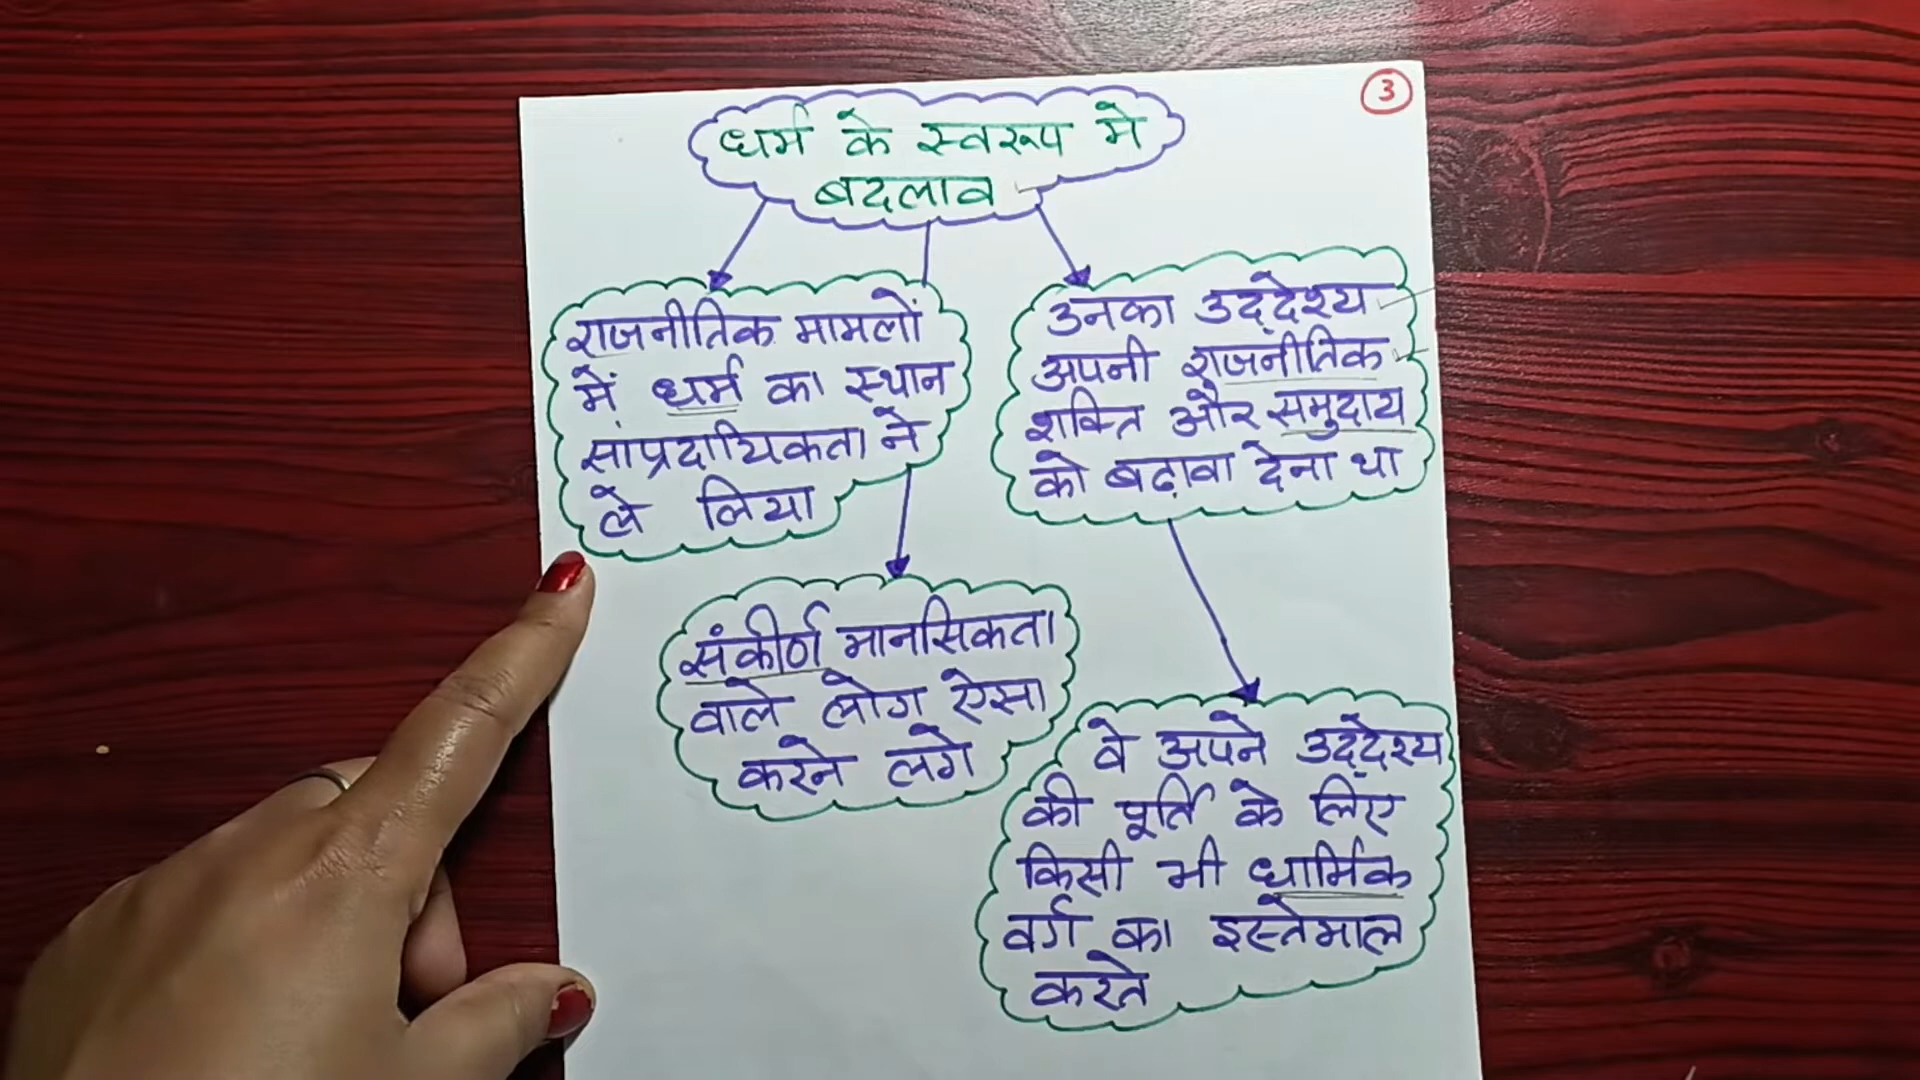 3
धर्म के स्वरूप मे
बदलाव
राजनीतिक मामलों
में धर्म का स्थान
सांप्रदायिकता ने
ले लिया
उनका उद्देश्य
अपनी राजनीतिक
शक्ति और समुदाय
को बढ़ावा देना था
संकीर्ण मानसिकता
वाले लोग ऐसा
करने लगे
वे अपने उद्देश्य
की पूर्ति के लिए
किसी भी धार्मिक
वर्ग का इस्तेमाल
करते